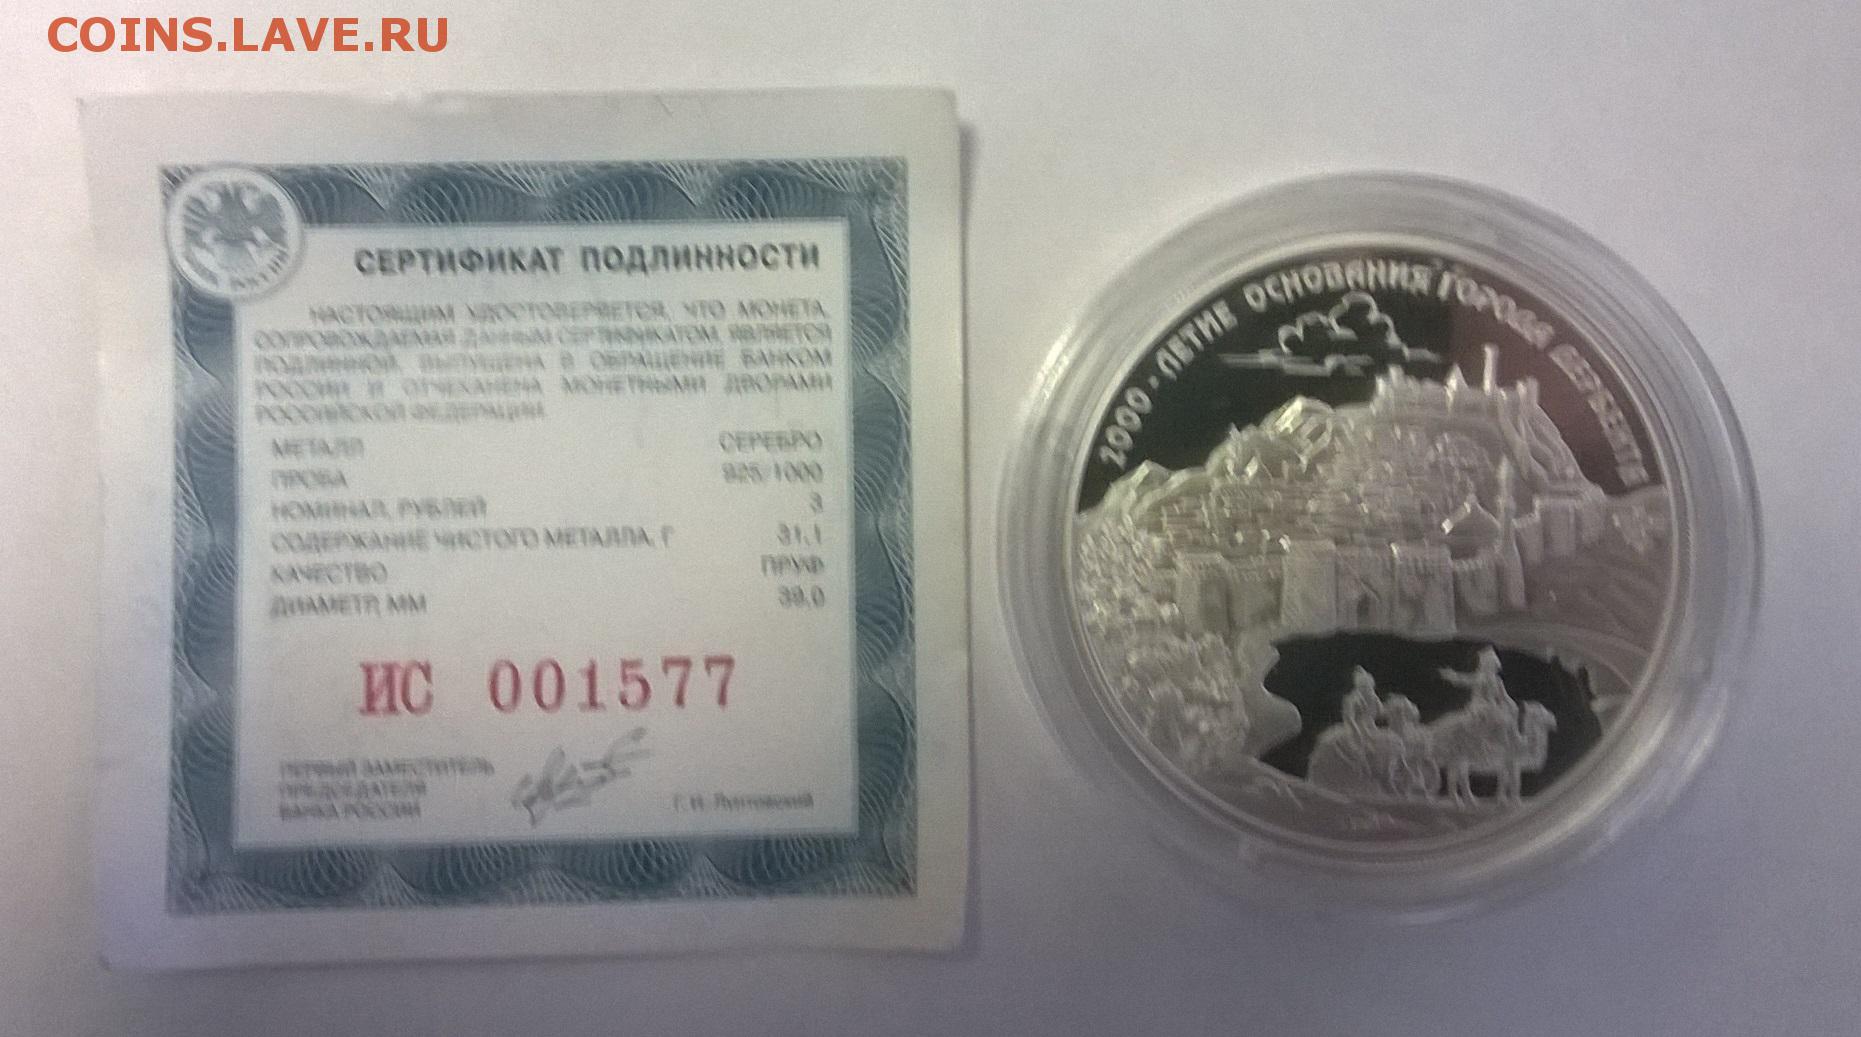 COINS.LAVE.RU
СЕРТИФИКАТ ПОДЛИННОСТИ
НАСТОЯЩИМ УДОСТОВЕРЯЕТСЯ, ЧТО МОНЕТА,
СОПРОВОЖДАЕМАЯ ДАННЫМ СЕРТИФИКАТОМ, ЯВЛЯЕТСЯ
ПОДЛИННОЙ, ВЫПУЩЕНА В ОБРАЩЕНИЕ БАНКОМ
РОССИИ И ОТЧЕКАНЕНА МОНЕТНЫМИ ДВОРАМИ
РОССИЙСКОЙ ФЕДЕРАЦИИ.
МЕТАЛЛ СЕРЕБРО
ПРОБА 925/1000
НОМИНАЛ, РУБЛЕЙ 3
СОДЕРЖАНИЕ ЧИСТОГО МЕТАЛЛА, Г 31,1
КАЧЕСТВО ПРУФ
ДИАМЕТР, ММ 39,0
ИС 001577
ПЕРВЫЙ ЗАМЕСТИТЕЛЬ
ПРЕДСЕДАТЕЛЯ
БАНКА РОССИИ
Г.И. Лунтовский
2000-ЛЕТИЕ ОСНОВАНИЯ ГОРОДА ДЕРБЕНТА